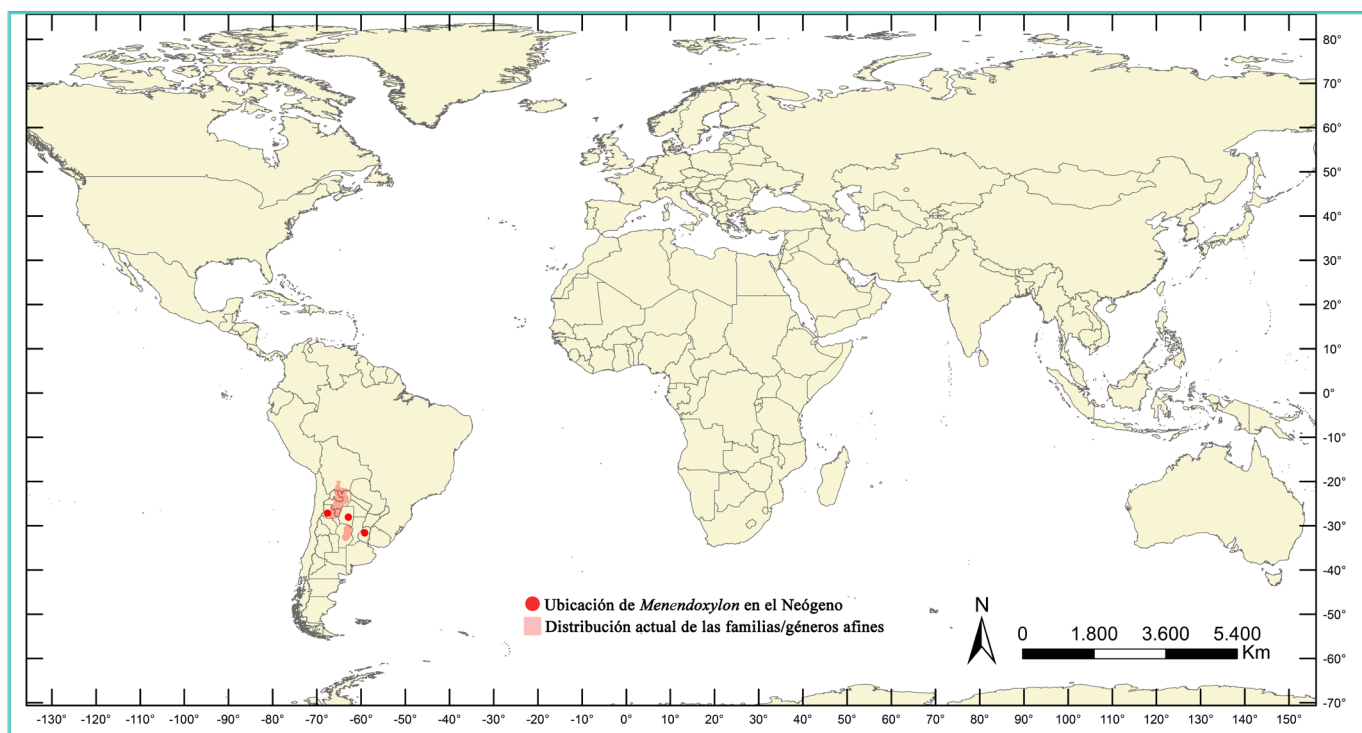 80°
70°
60°
50°
40°
30°
20°
10°
0°
-10°
-20°
-30°
-40°
-50°
-60°
-70°
Ubicación de Menendoxylon en el Neógeno
Distribución actual de las familias/géneros afines
N
0 1.800 3.600 5.400
Km
-130° -120° -110° -100° -90° -80° -70° -60° -50° -40° -30° -20° -10° 0° 10° 20° 30° 40° 50° 60° 70° 80° 90° 100° 110° 120° 130° 140° 150°